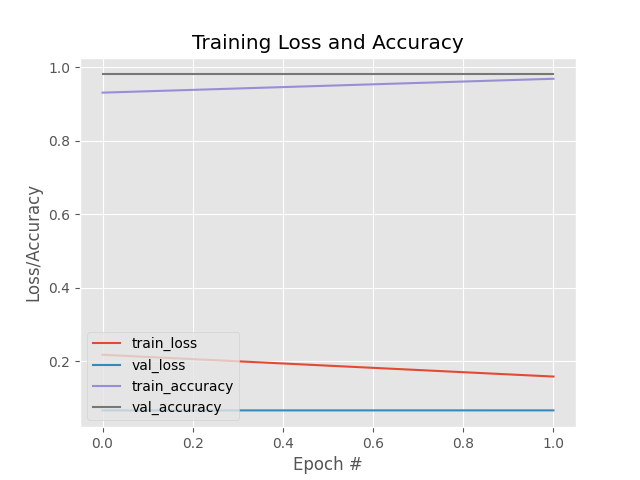 Training Loss and Accuracy
1.0
0.8
0.6
0.4
0.2
Loss/Accuracy
train_loss
val_loss
train_accuracy
val_accuracy
0.0 0.2 0.4 0.6 0.8 1.0
Epoch #